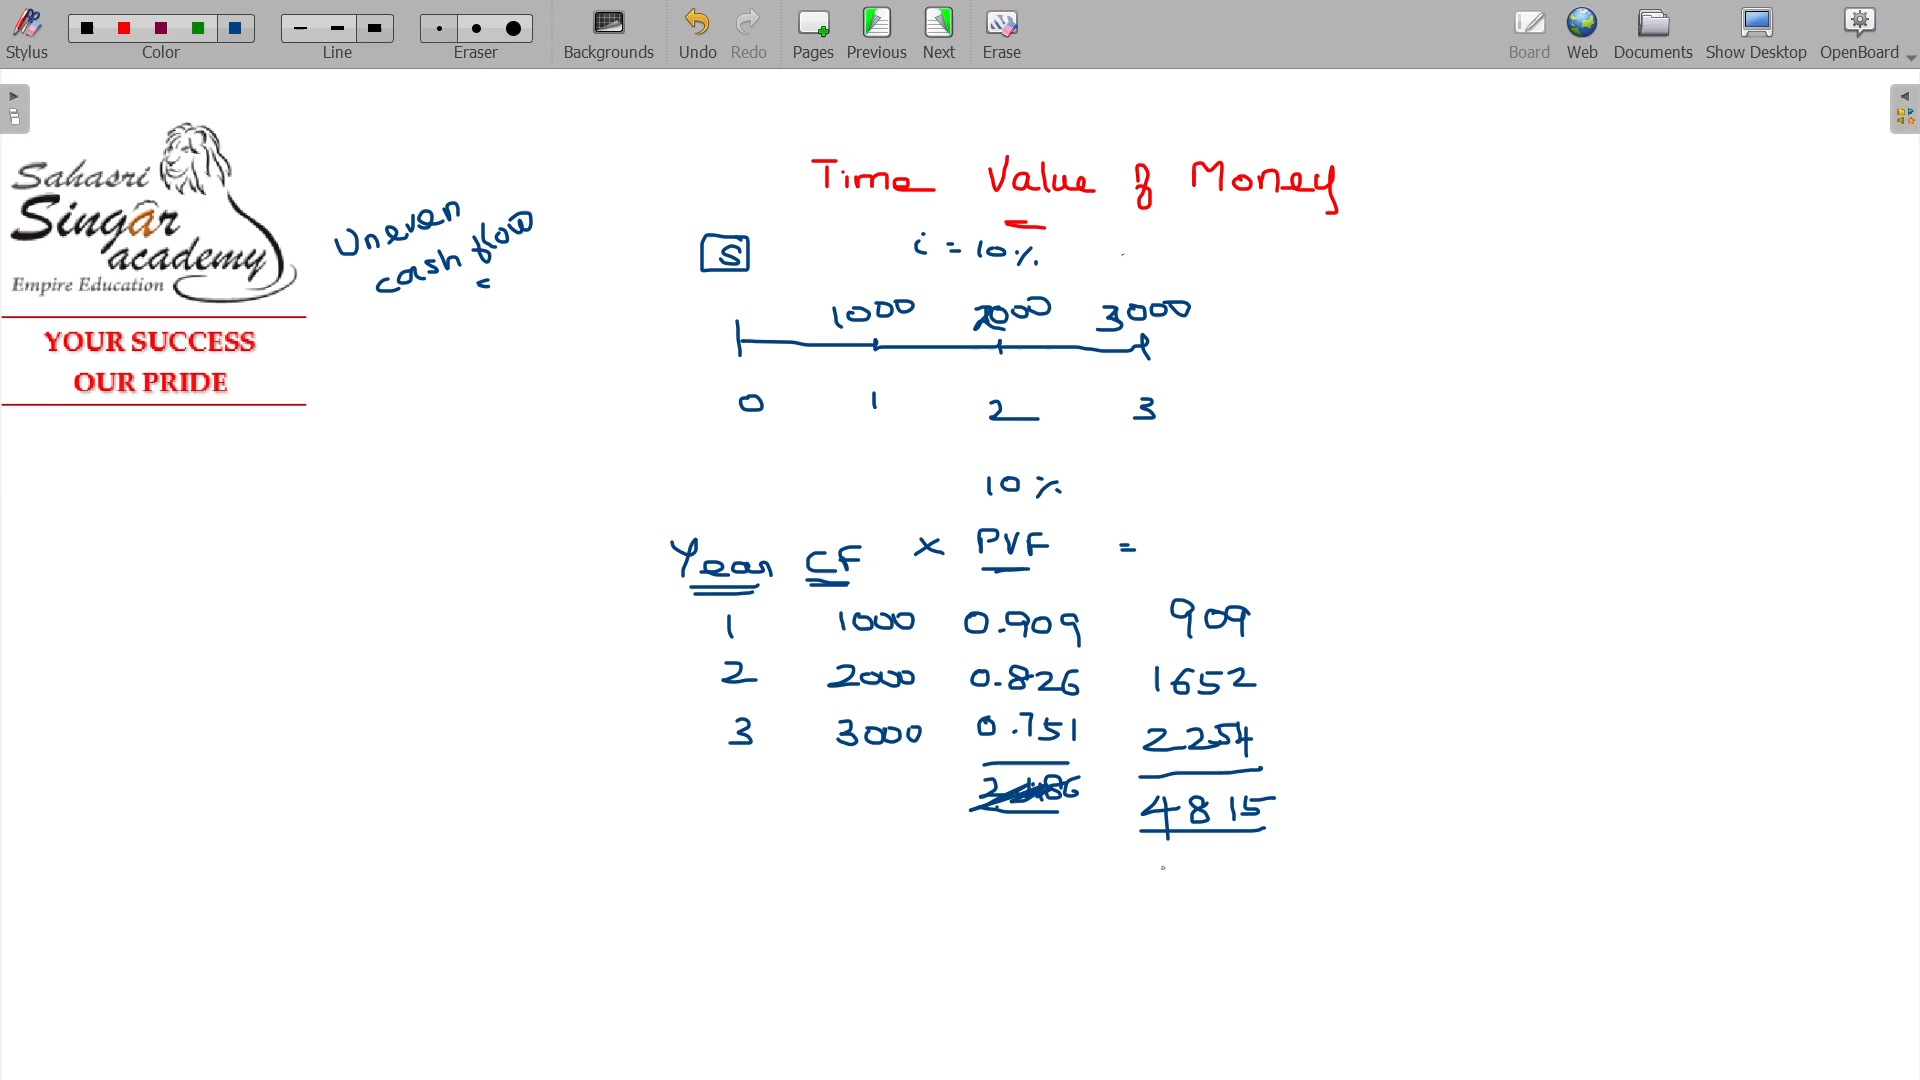 Stylus Color Line Eraser Backgrounds Undo Redo Pages Previous Next Erase Board Web Documents Show Desktop OpenBoard
Sahasri
Singar
academy
Empire Education
YOUR SUCCESS
OUR PRIDE
Uneven
cash flow
Time Value of Money
5 i = 10%
1000 2000 3000
0 1 2 3
10%
Year CF × PVF =
1 1000 0.909 909
2 2000 0.826 1652
3 3000 0.751 2254
2.486 4815